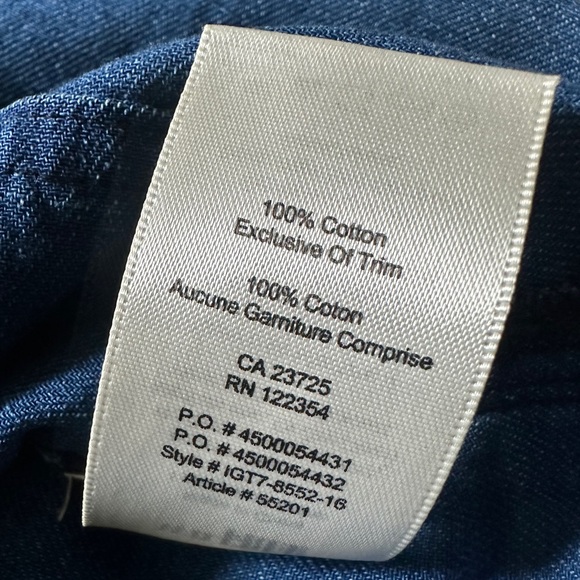 100% Cotton
Exclusive Of Trim
100% Coton
Aucune Garniture Comprise
CA 23725
RN 122354
P.O. # 4500054431
P.O. # 4500054432
Style # IGT7-8552-16
Article # 55201